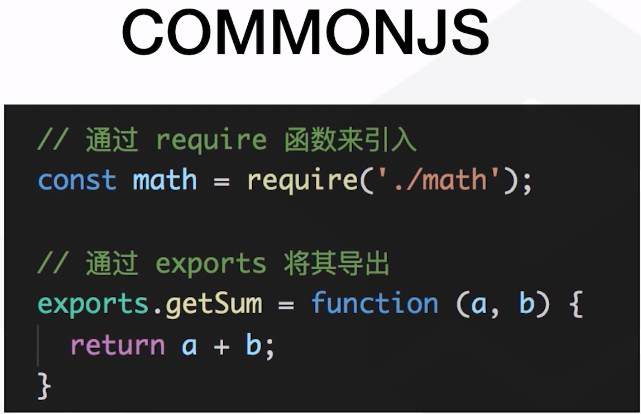 COMMONJS
// 通过 require 函数来引入
const math = require('./math');
// 通过 exports 将其导出
exports.getSum = function (a, b) {
return a + b;
}